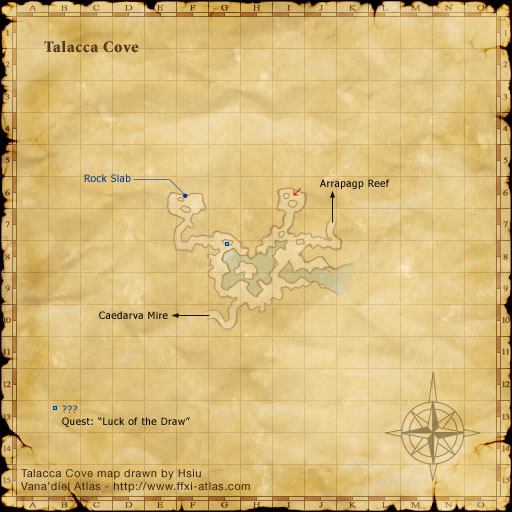 A B C D E F G H I J K L M N O
Talacca Cove
Rock Slab
Arrapagp Reef
Caedarva Mire
???
Quest: “Luck of the Draw”
Talacca Cove map drawn by Hsiu
Vana'diel Atlas - http://www.ffxi-atlas.com
1
2
3
4
5
6
7
8
9
10
11
12
13
14
15
A B C D E F G H I J K L M N O